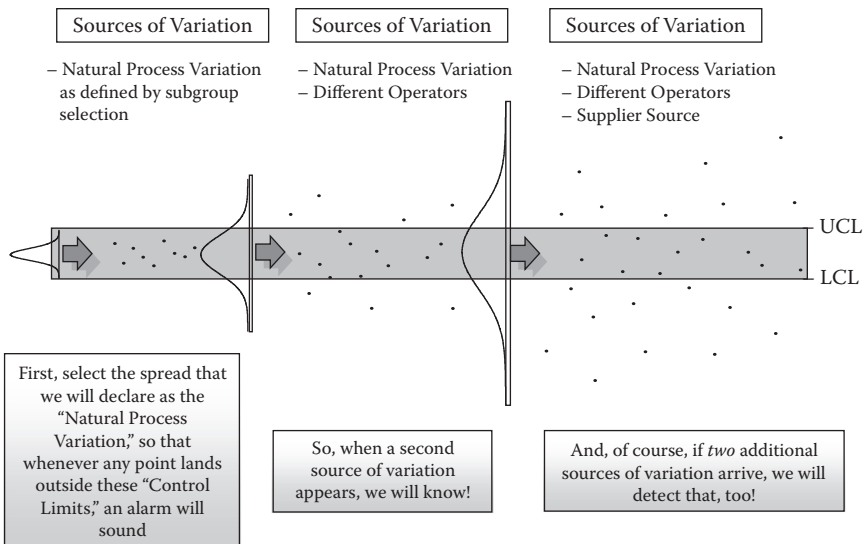 Sources of Variation
– Natural Process Variation
as defined by subgroup
selection
Sources of Variation
– Natural Process Variation
– Different Operators
Sources of Variation
– Natural Process Variation
– Different Operators
– Supplier Source
UCL
LCL
First, select the spread that
we will declare as the
“Natural Process
Variation,” so that
whenever any point lands
outside these “Control
Limits,” an alarm will
sound
So, when a second
source of variation
appears, we will know!
And, of course, if two additional
sources of variation arrive, we will
detect that, too!